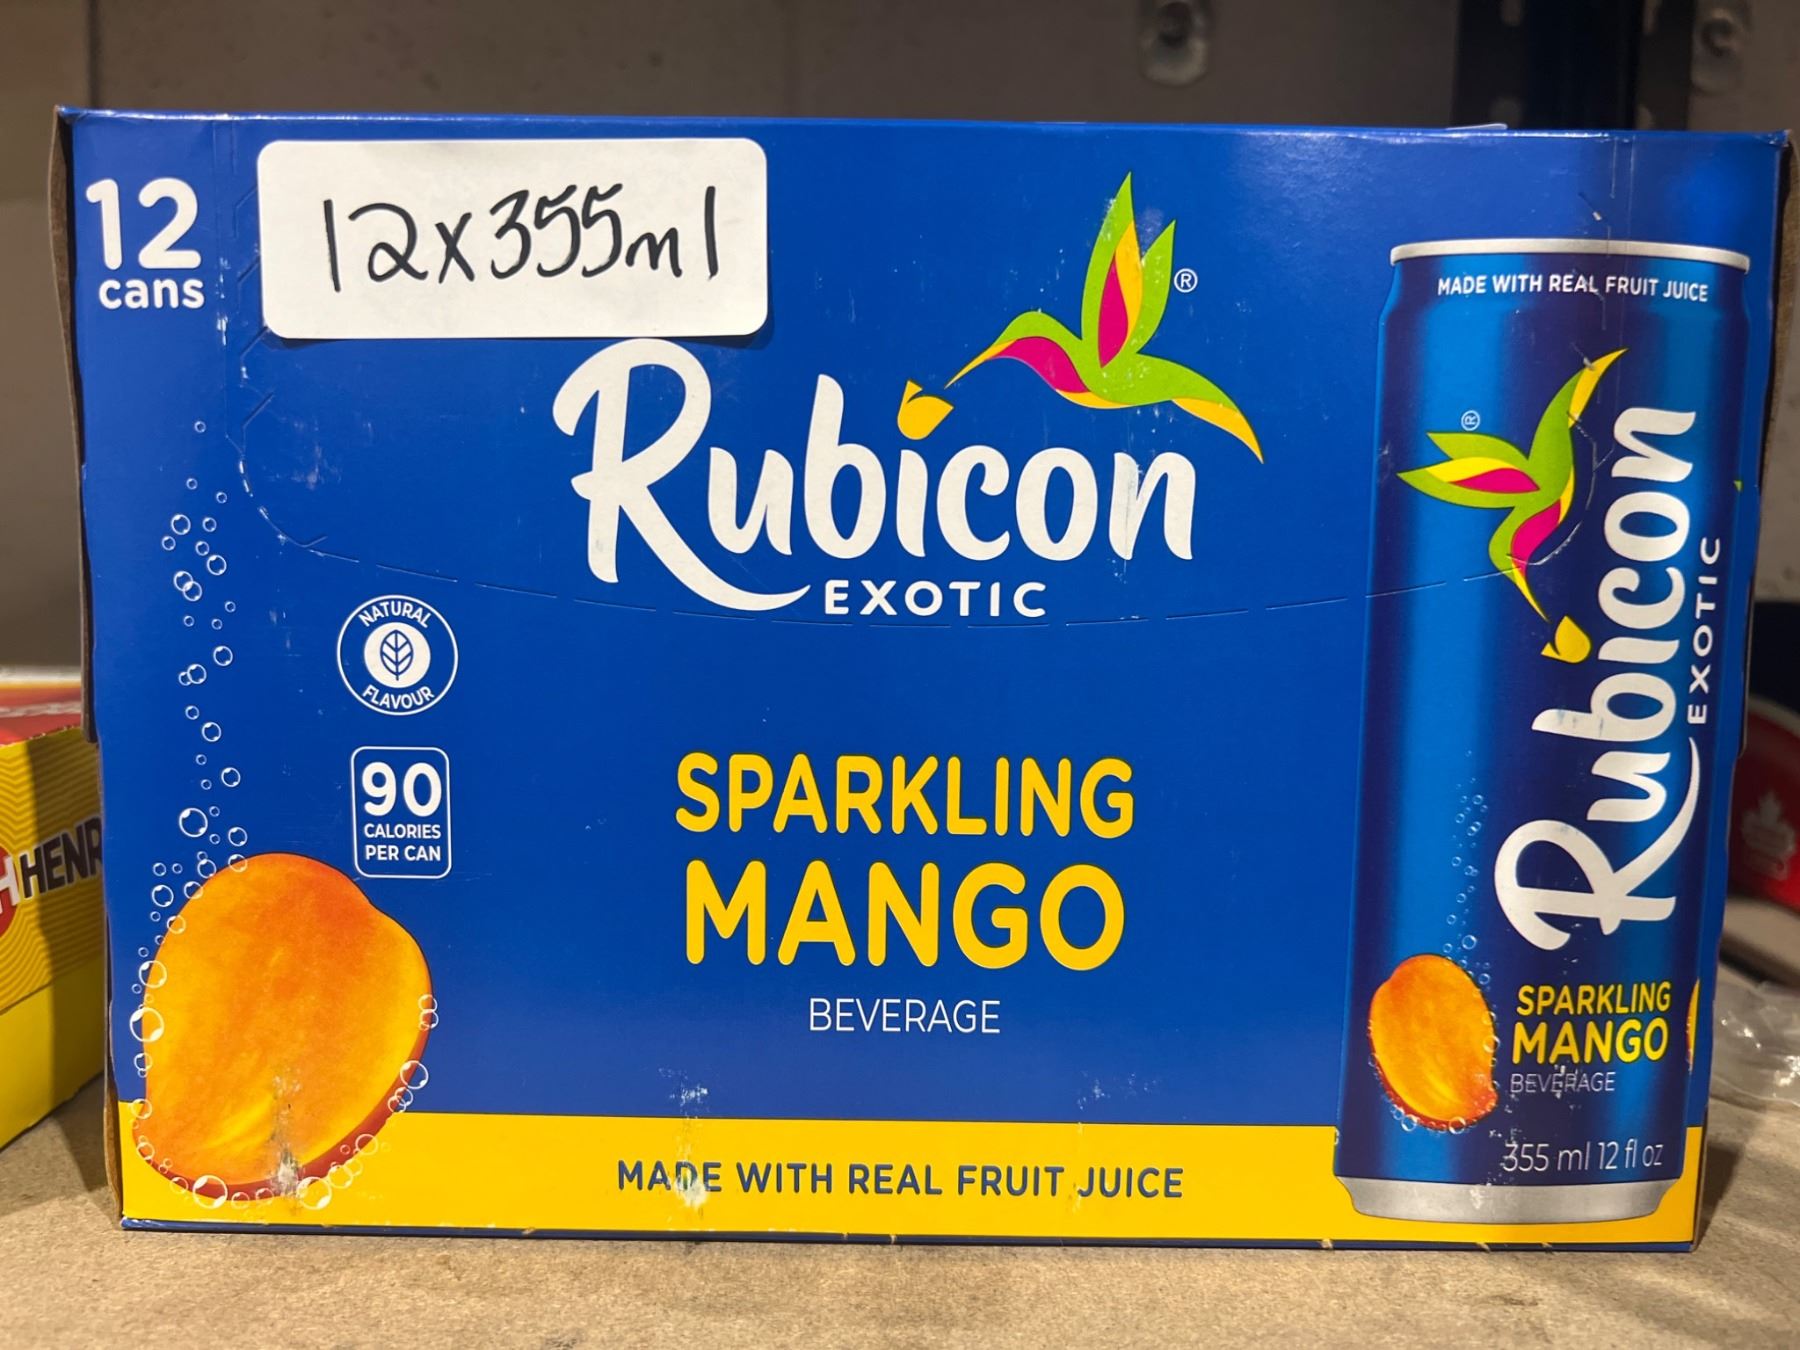 12
cans
12x355ml
Rubicon
®
EXOTIC
NATURAL
FLAVOUR
90
CALORIES
PER CAN
SPARKLING
MANGO
BEVERAGE
MADE WITH REAL FRUIT JUICE
MADE WITH REAL FRUIT JUICE
®
Rubicon
EXOTIC
SPARKLING
MANGO
BEVERAGE
355 ml 12 fl oz